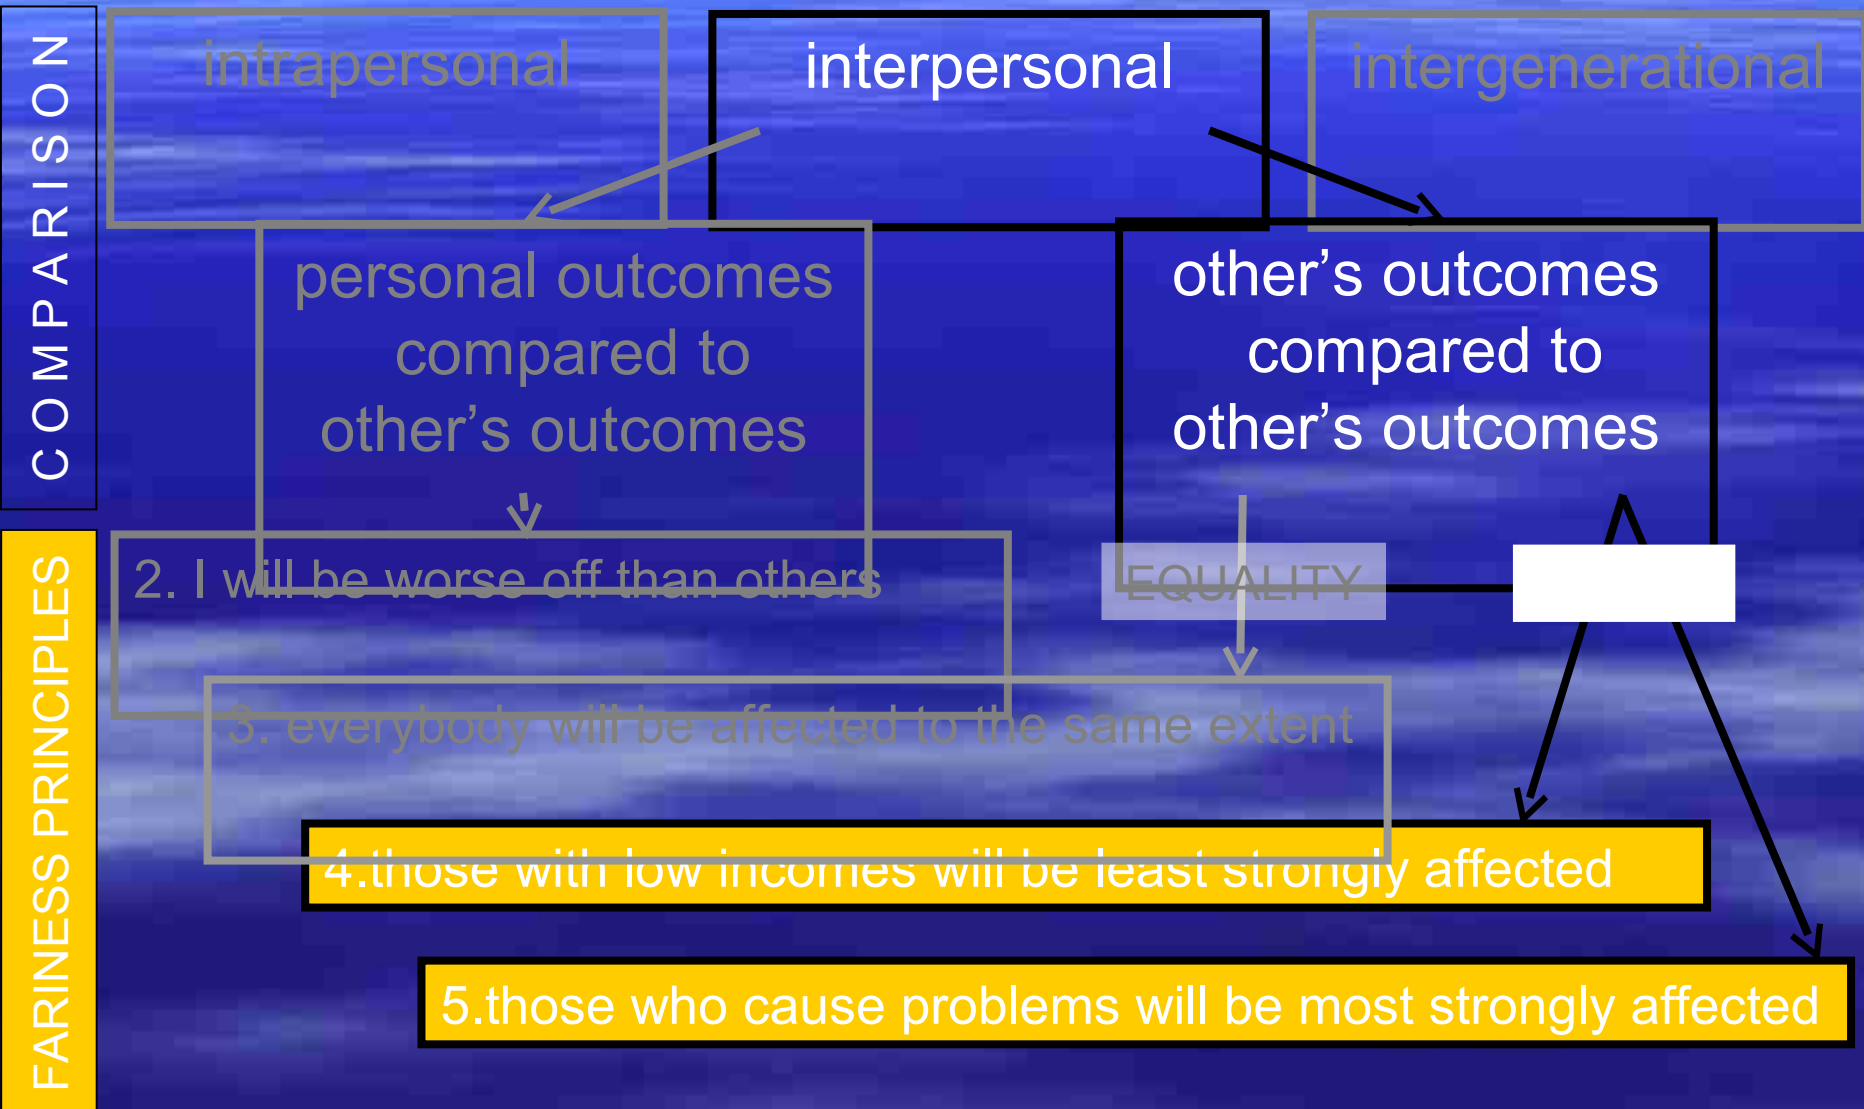 COMPARISON
intrapersonal
interpersonal
intergenerational
personal outcomes
compared to
other's outcomes
other’s outcomes
compared to
other’s outcomes
FARINESS PRINCIPLES
2. I will be worse off than others
EQUALITY
3. everybody will be affected to the same extent
4.those with low incomes will be least strongly affected
5.those who cause problems will be most strongly affected